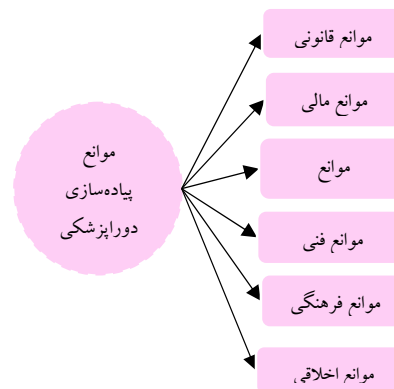 موانع
پیاده‌سازی
دوراپزشکی
موانع قانونی
موانع مالی
موانع
موانع فنی
موانع فرهنگی
موانع اخلاقی